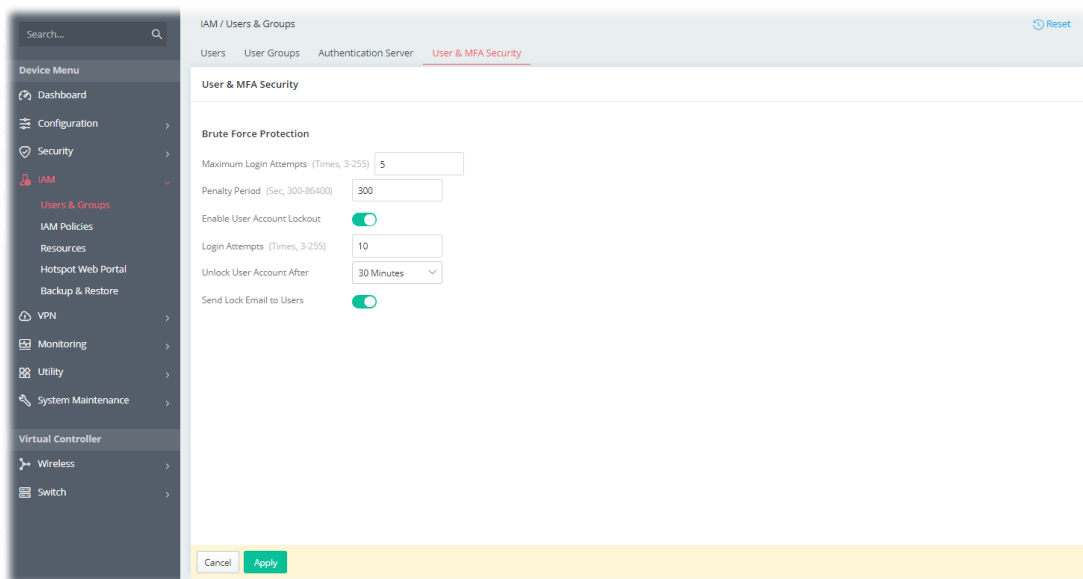 Search...
Device Menu
Dashboard
Configuration
Security
IAM
Users & Groups
IAM Policies
Resources
Hotspot Web Portal
Backup & Restore
VPN
Monitoring
Utility
System Maintenance
Virtual Controller
Wireless
Switch
IAM / Users & Groups
Reset
Users User Groups Authentication Server User & MFA Security
User & MFA Security
Brute Force Protection
Maximum Login Attempts (Times, 3-255) 5
Penalty Period (Sec, 300-86400) 300
Enable User Account Lockout
Login Attempts (Times, 3-255) 10
Unlock User Account After 30 Minutes
Send Lock Email to Users
Cancel Apply